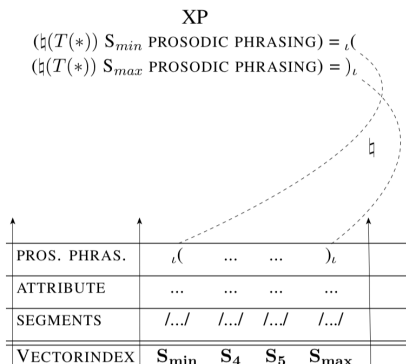 XP
(♮(T(∗)) S_min PROSODIC PHRASING) = ι(
(♮(T(∗)) S_max PROSODIC PHRASING) = )ι
♮
PROS. PHRAS. ι( ... ... )ι
ATTRIBUTE ... ... ... ...
SEGMENTS /.../ /.../ /.../ /.../
VECTORINDEX S_min S_4 S_5 S_max